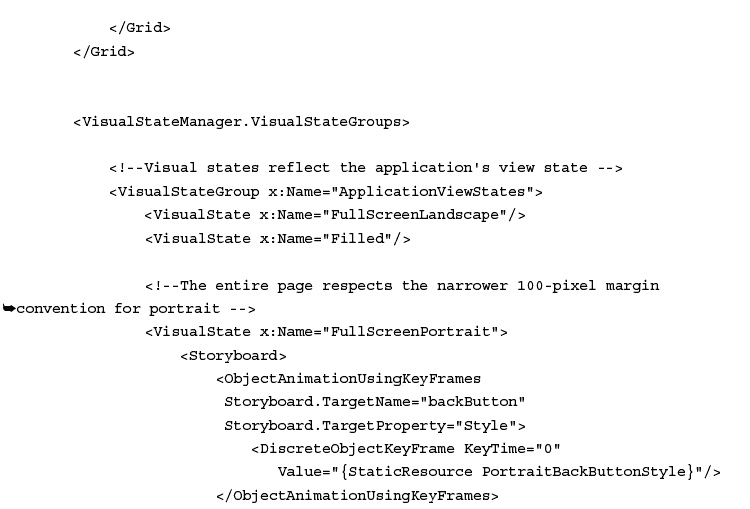 </Grid>
</Grid>
<VisualStateManager.VisualStateGroups>
<!--Visual states reflect the application's view state -->
<VisualStateGroup x:Name="ApplicationViewStates">
<VisualState x:Name="FullScreenLandscape"/>
<VisualState x:Name="Filled"/>
<!--The entire page respects the narrower 100-pixel margin
➥convention for portrait -->
<VisualState x:Name="FullScreenPortrait">
<Storyboard>
<ObjectAnimationUsingKeyFrames
Storyboard.TargetName="backButton"
Storyboard.TargetProperty="Style">
<DiscreteObjectKeyFrame KeyTime="0"
Value="{StaticResource PortraitBackButtonStyle}"/>
</ObjectAnimationUsingKeyFrames>